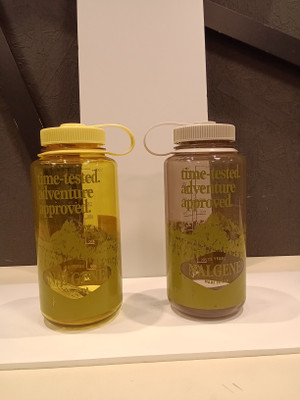 time-tested.
adventure
approved.
NALGENE
time-tested.
adventure
approved.
NALGENE